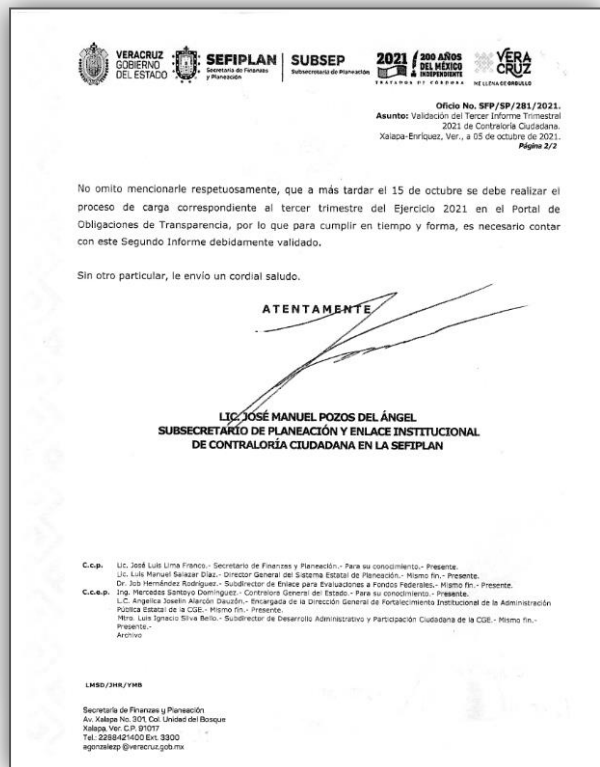 VERACRUZ
GOBIERNO
DEL ESTADO
SEFIPLAN
Secretaría de Finanzas
y Planeación
SUBSEP
Subsecretaría de Planeación
2021
200 AÑOS
DEL MÉXICO
INDEPENDIENTE
TRATADOS DE CÓRDOBA
VERA
CRUZ
ME LLENA DE ORGULLO
Oficio No. SFP/SP/281/2021.
Asunto: Validación del Tercer Informe Trimestral
2021 de Contraloría Ciudadana.
Xalapa-Enríquez, Ver., a 05 de octubre de 2021.
Página 2/2
No omito mencionarle respetuosamente, que a más tardar el 15 de octubre se debe realizar el
proceso de carga correspondiente al tercer trimestre del Ejercicio 2021 en el Portal de
Obligaciones de Transparencia, por lo que para cumplir en tiempo y forma, es necesario contar
con este Segundo Informe debidamente validado.
Sin otro particular, le envío un cordial saludo.
ATENTAMENTE
LIC. JOSÉ MANUEL POZOS DEL ÁNGEL
SUBSECRETARIO DE PLANEACIÓN Y ENLACE INSTITUCIONAL
DE CONTRALORÍA CIUDADANA EN LA SEFIPLAN
C.c.p. Lic. José Luis Lima Franco.- Secretario de Finanzas y Planeación.- Para su conocimiento.- Presente.
Lic. Luis Manuel Salazar Díaz.- Director General del Sistema Estatal de Planeación.- Mismo fin.- Presente.
Dr. Job Hernández Rodríguez.- Subdirector de Enlace para Evaluaciones a Fondos Federales.- Mismo fin.- Presente.
C.c.e.p. Ing. Mercedes Santoyo Domínguez.- Contralora General del Estado.- Para su conocimiento.- Presente.
L.C. Angelica Joselin Alarcón Dauzón.- Encargada de la Dirección General de Fortalecimiento Institucional de la Administración
Pública Estatal de la CGE.- Mismo fin.- Presente.
Mtro. Luis Ignacio Silva Bello.- Subdirector de Desarrollo Administrativo y Participación Ciudadana de la CGE.- Mismo fin.-
Presente.-
Archivo
LMSD/JHR/YMB
Secretaría de Finanzas y Planeación
Av. Xalapa No. 301, Col. Unidad del Bosque
Xalapa, Ver. C.P. 91017
Tel.: 2288421400 Ext. 3300
agonzalezp@veracruz.gob.mx